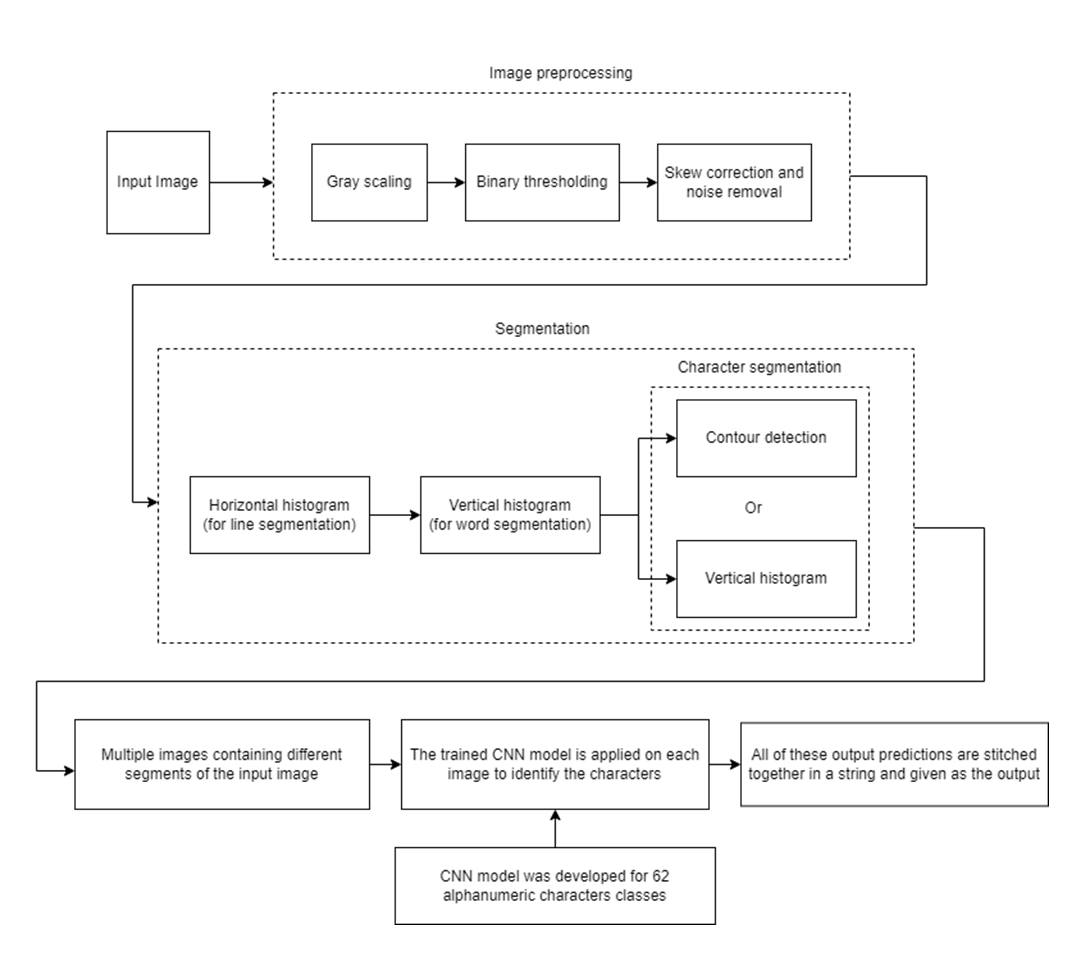 Image preprocessing
Input Image
Gray scaling
Binary thresholding
Skew correction and
noise removal
Segmentation
Character segmentation
Horizontal histogram
(for line segmentation)
Vertical histogram
(for word segmentation)
Contour detection
Or
Vertical histogram
Multiple images containing different
segments of the input image
The trained CNN model is applied on each
image to identify the characters
All of these output predictions are stitched
together in a string and given as the output
CNN model was developed for 62
alphanumeric characters classes